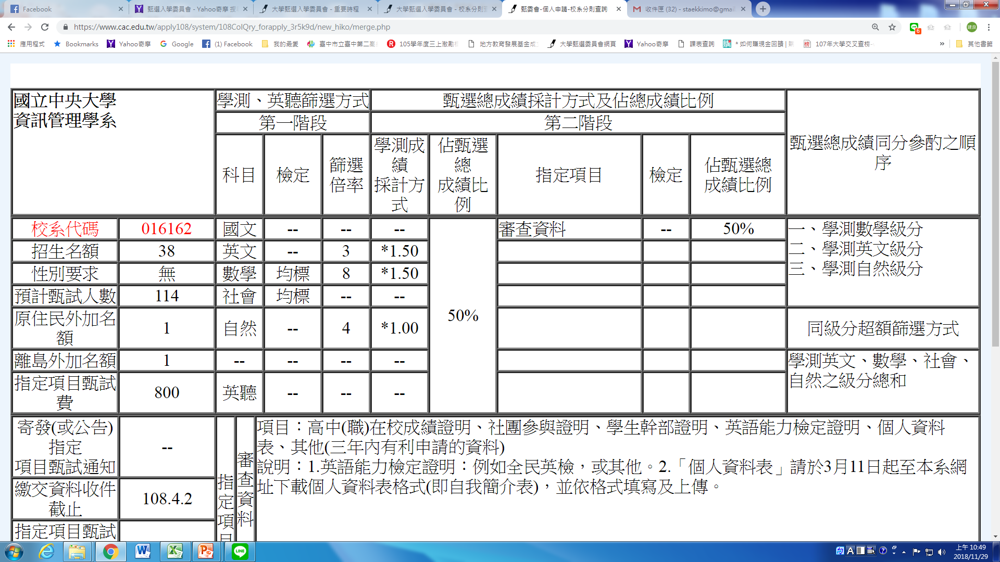 Facebook
甄選入學委員會 - Yahoo奇摩 搜
大學甄選入學委員會 - 重要時程
大學甄選入學委員會 - 校系分則
甄委會-個人申請-校系分則查詢
收件匣 (32) - staekkimo@gmail
https://www.cac.edu.tw/apply108/system/108ColQry_forapply_3r5k9d/new_hiko/merge.php
6
建良
應用程式
Bookmarks
Yahoo奇摩
Google
(1) Facebook
我的最愛
臺中市立臺中第二高
105學年度三上激勵
地方教育發展基金成
大學甄選委員會網頁
Yahoo奇摩
課表查詢
* 如何賺現金回饋 | 購
107年大學交叉查榜-
»
其他書籤
國立中央大學
資訊管理學系
學測、英聽篩選方式
甄選總成績採計方式及佔總成績比例
甄選總成績同分參酌之順
序
第一階段
第二階段
科目
檢定
篩選
倍率
學測成
績
採計方
式
佔甄選
總
成績比
例
指定項目
檢定
佔甄選總
成績比例
校系代碼
016162
國文
--
--
--
50%
審查資料
--
50%
一、學測數學級分
二、學測英文級分
三、學測自然級分
招生名額
38
英文
--
3
*1.50
性別要求
無
數學
均標
8
*1.50
預計甄試人數
114
社會
均標
--
--
原住民外加名
額
1
自然
--
4
*1.00
同級分超額篩選方式
離島外加名額
1
--
--
--
--
學測英文、數學、社會、
自然之級分總和
指定項目甄試
費
800
英聽
--
--
--
寄發(或公告)
指定
項目甄試通知
--
指定項目
審查資料
項目：高中(職)在校成績證明、社團參與證明、學生幹部證明、英語能力檢定證明、個人資料
表、其他(三年內有利申請的資料)
說明：1.英語能力檢定證明：例如全民英檢，或其他。2.「個人資料表」請於3月11日起至本系網
址下載個人資料表格式(即自我簡介表)，並依格式填寫及上傳。
繳交資料收件
截止
108.4.2
指定項目甄試
上午 10:49
2018/11/29